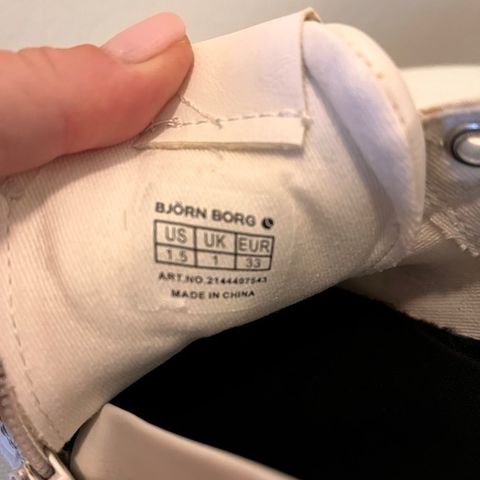 BJÖRN BORG
US UK EUR
1.5 1 33
ART.NO.2144497543
MADE IN CHINA